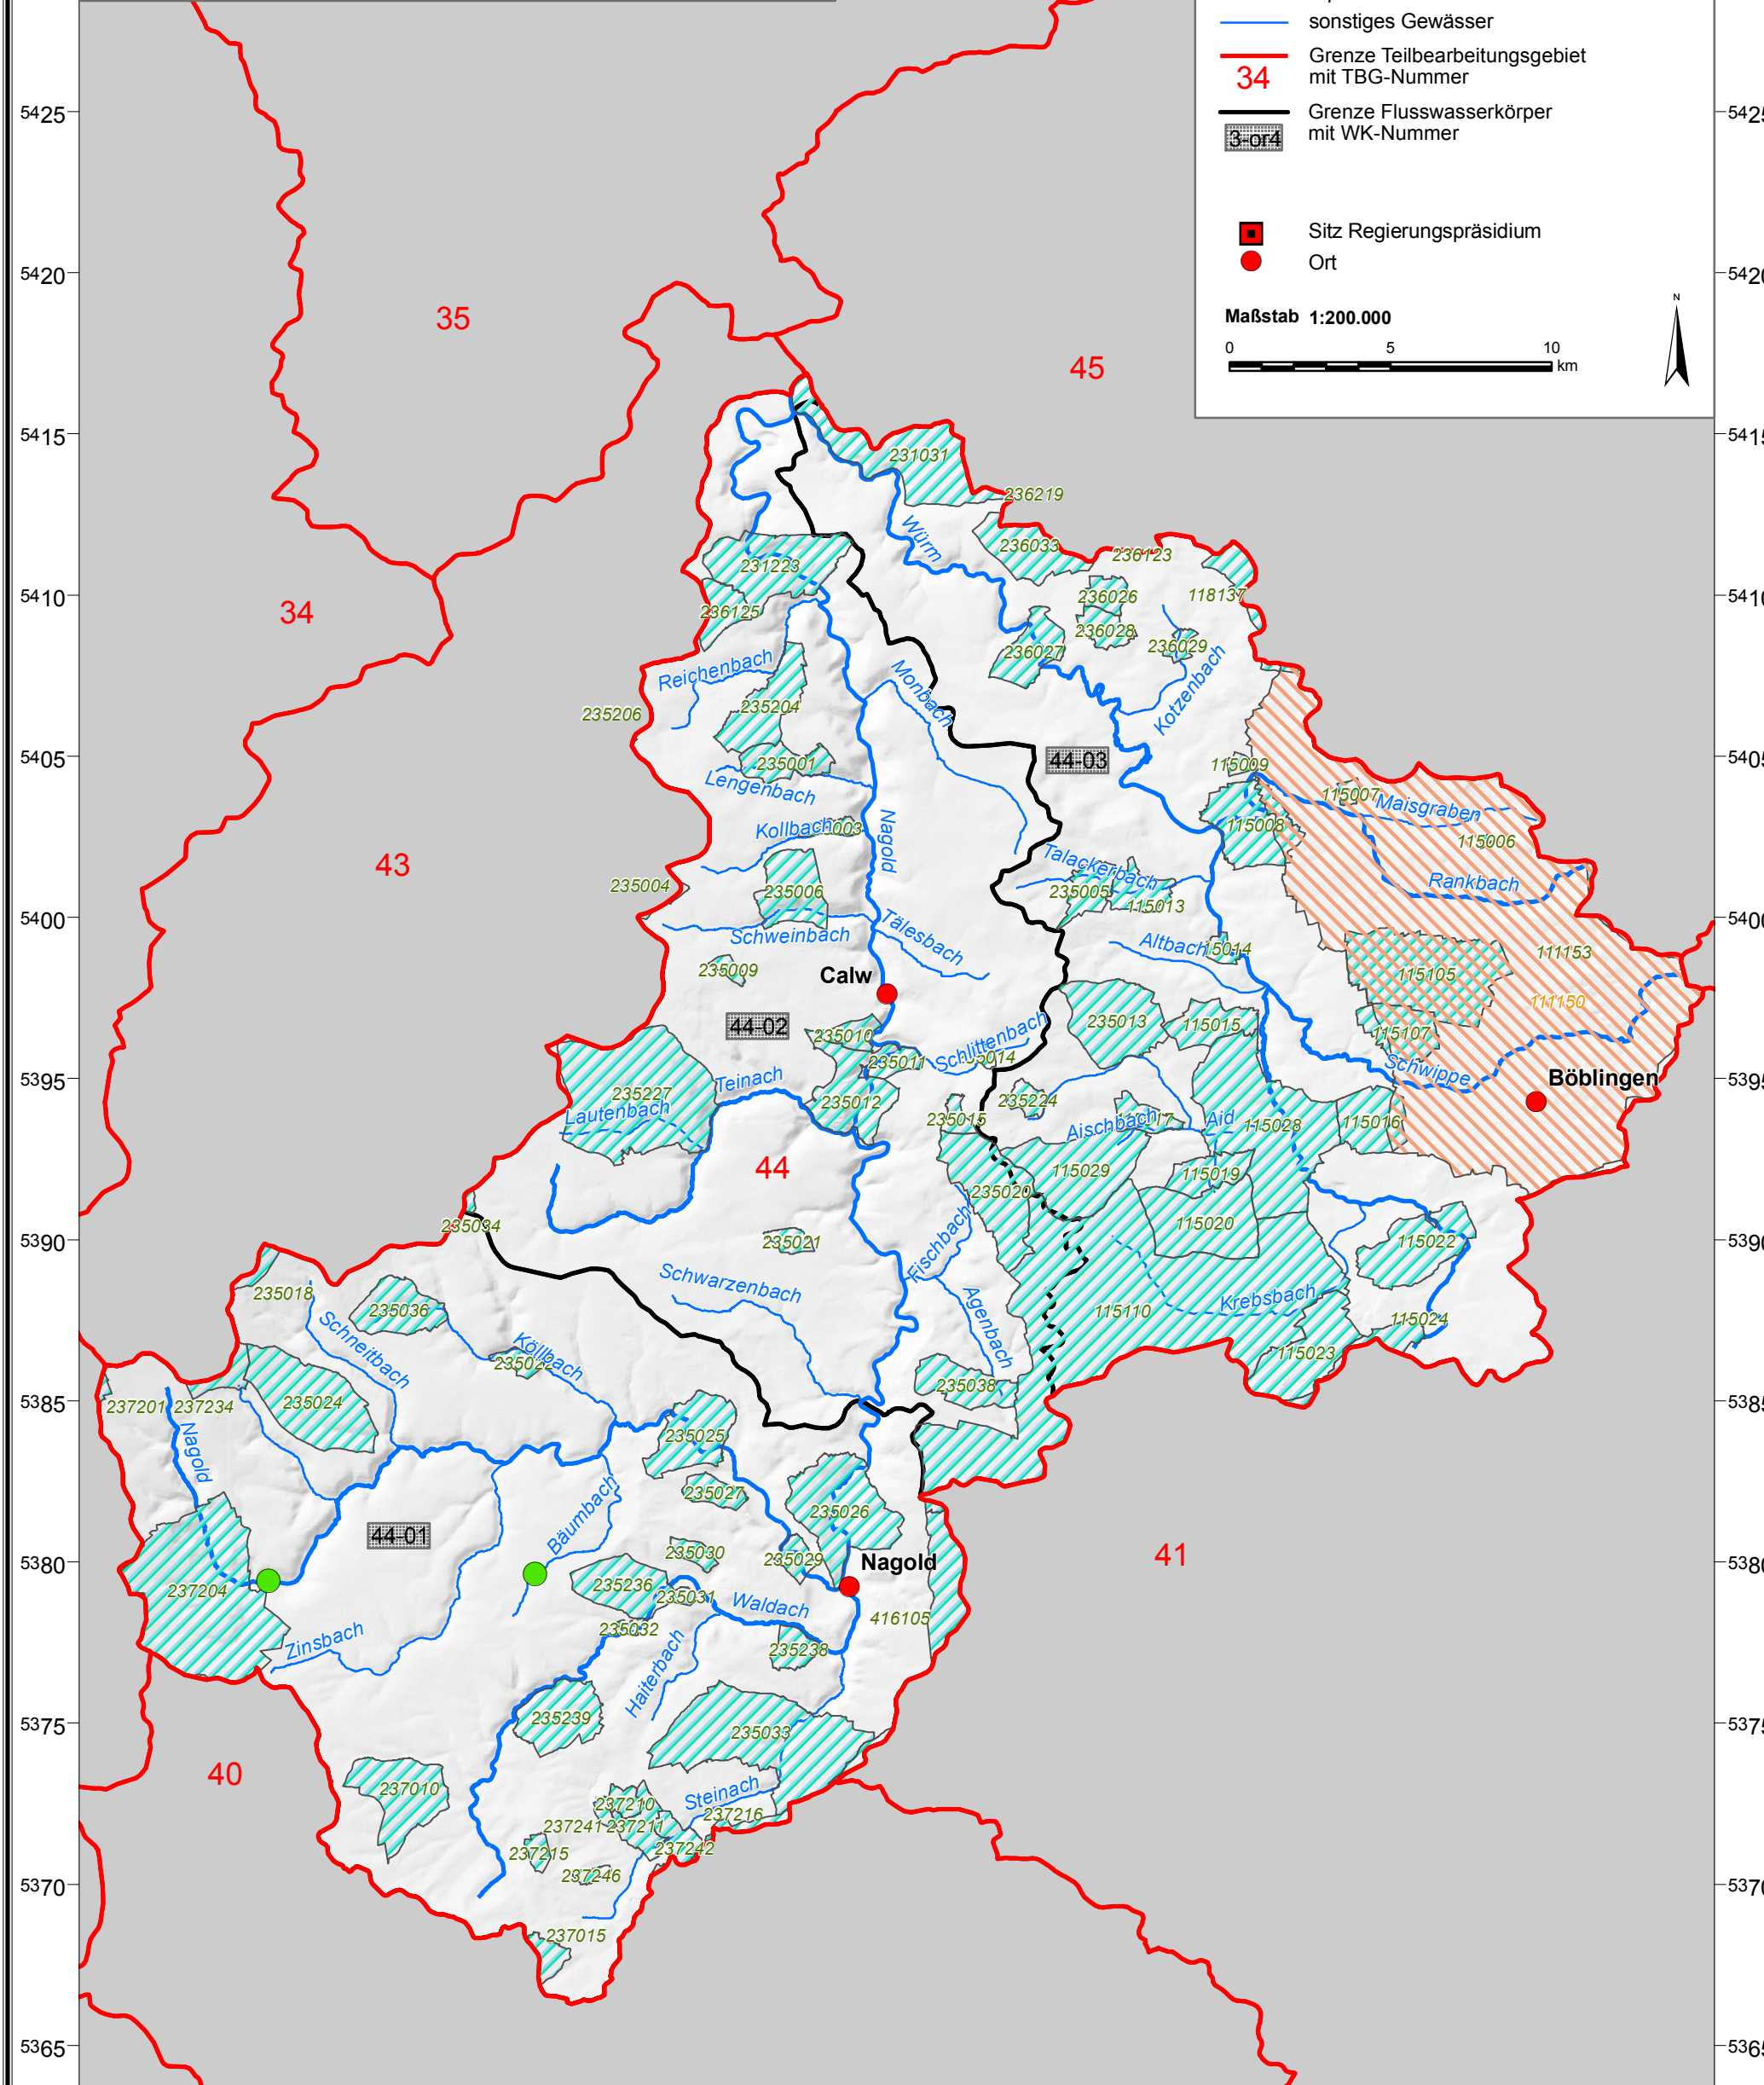 sonstiges Gewässer
Grenze Teilbearbeitungsgebiet
mit TBG-Nummer
34
Grenze Flusswasserkörper
mit WK-Nummer
3-or4
Sitz Regierungspräsidium
Ort
Maßstab 1:200.000
N
0 5 10
km
5425
5420
5415
5410
5405
5400
5395
5390
5385
5380
5375
5370
5365
35
45
34
43
44
41
40
231031
236219
Würm
236033
236123
231223
236026
118137
236125
236028
236029
236027
Reichenbach
Monbach
Kotzenbach
235204
235206
44-03
235001
115009
Lengenbach
115007
Maisgraben
Kollbach
Nagold
115008
115006
Talackerbach
235004
235006
235005
115013
Rankbach
Schweinbach
Tälesbach
Altbach
235009
Calw
115105
111153
111150
44-02
235010
235013
115015
115107
235011
Schlittenbach
Schwippe
Böblingen
Teinach
235227
Lautenbach
235012
235224
235015
Aischbach
Aid
115028
115016
115029
115019
235020
115020
235034
235021
Fischbach
115022
Schwarzenbach
235018
235036
Agenbach
115110
Krebsbach
115024
Schneitbach
Köllbach
115023
235038
237201
237234
235024
235025
Nagold
235027
235026
44-01
Bäumbach
235030
235029
Nagold
237204
235236
235031
Waldach
416105
235032
Zinsbach
235238
Haiterbach
235239
235033
237010
Steinach
237210
237216
237241
237211
237215
237242
237246
237015